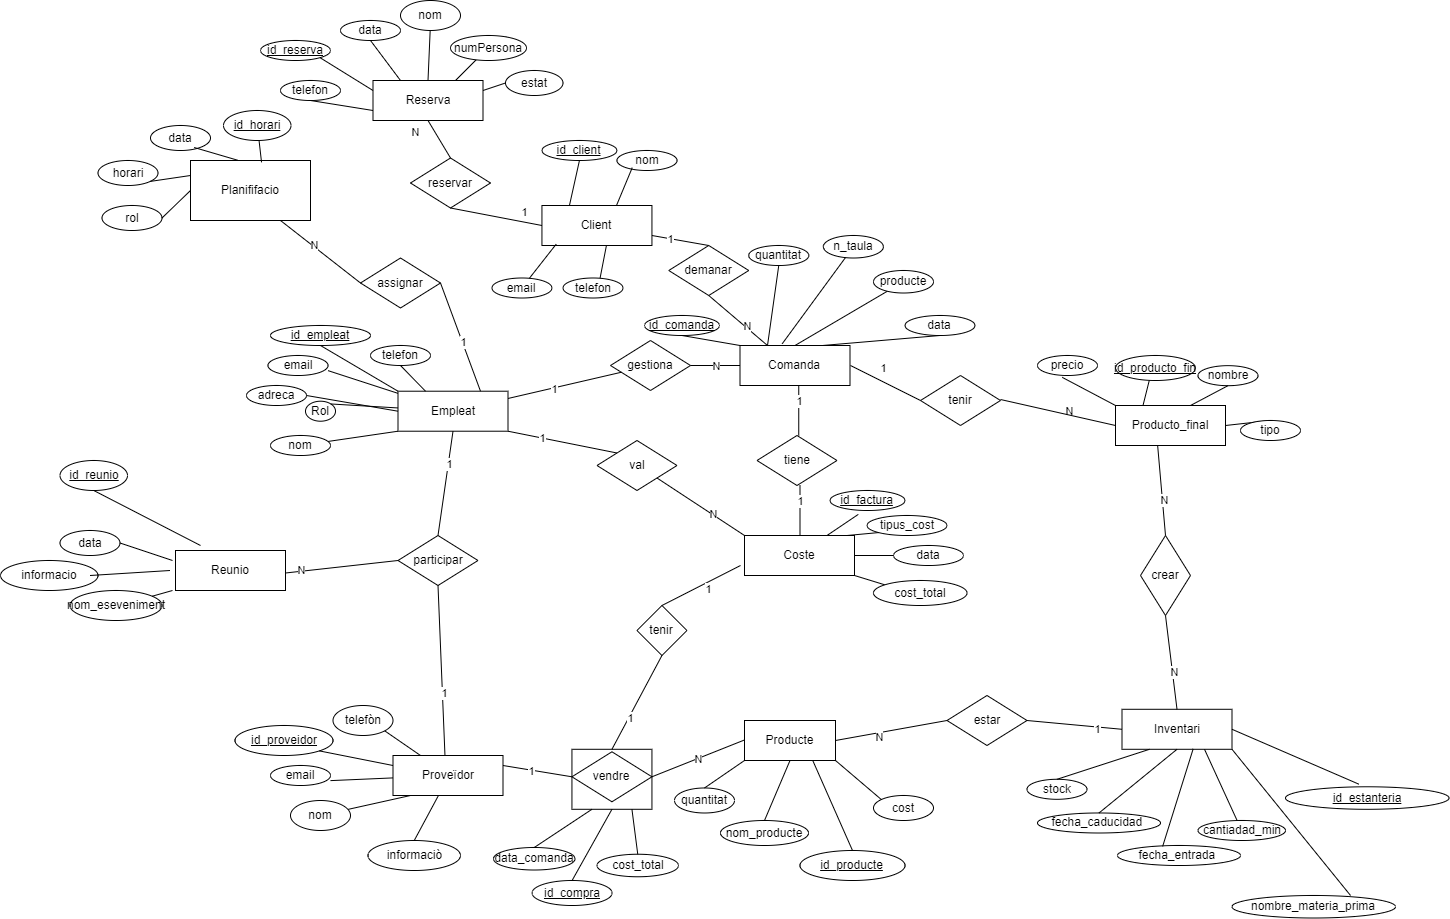 nom
data
id_reserva
numPersona
telefon
estat
Reserva
N
id_horari
data
horari
Planififacio
rol
reservar
id_client
nom
1
Client
email
telefon
N
assignar
1
1
demanar
N
quantitat
n_taula
producte
id_comanda
data
Comanda
id_empleat
telefon
email
adreca
Rol
Empleat
nom
1
gestiona
N
1
tenir
N
precio
id_producto_fin
nombre
Producto_final
tipo
1
val
N
1
tiene
1
id_factura
tipus_cost
Coste
data
cost_total
1
participar
N
1
id_reunio
data
Reunio
informacio
nom_eseveniment
N
crear
N
1
tenir
1
telefòn
id_proveidor
email
Proveïdor
nom
informaciò
1
vendre
N
data_comanda
cost_total
id_compra
Producte
quantitat
nom_producte
cost
id_producte
N
estar
1
Inventari
stock
fecha_caducidad
cantiadad_min
id_estanteria
fecha_entrada
nombre_materia_prima